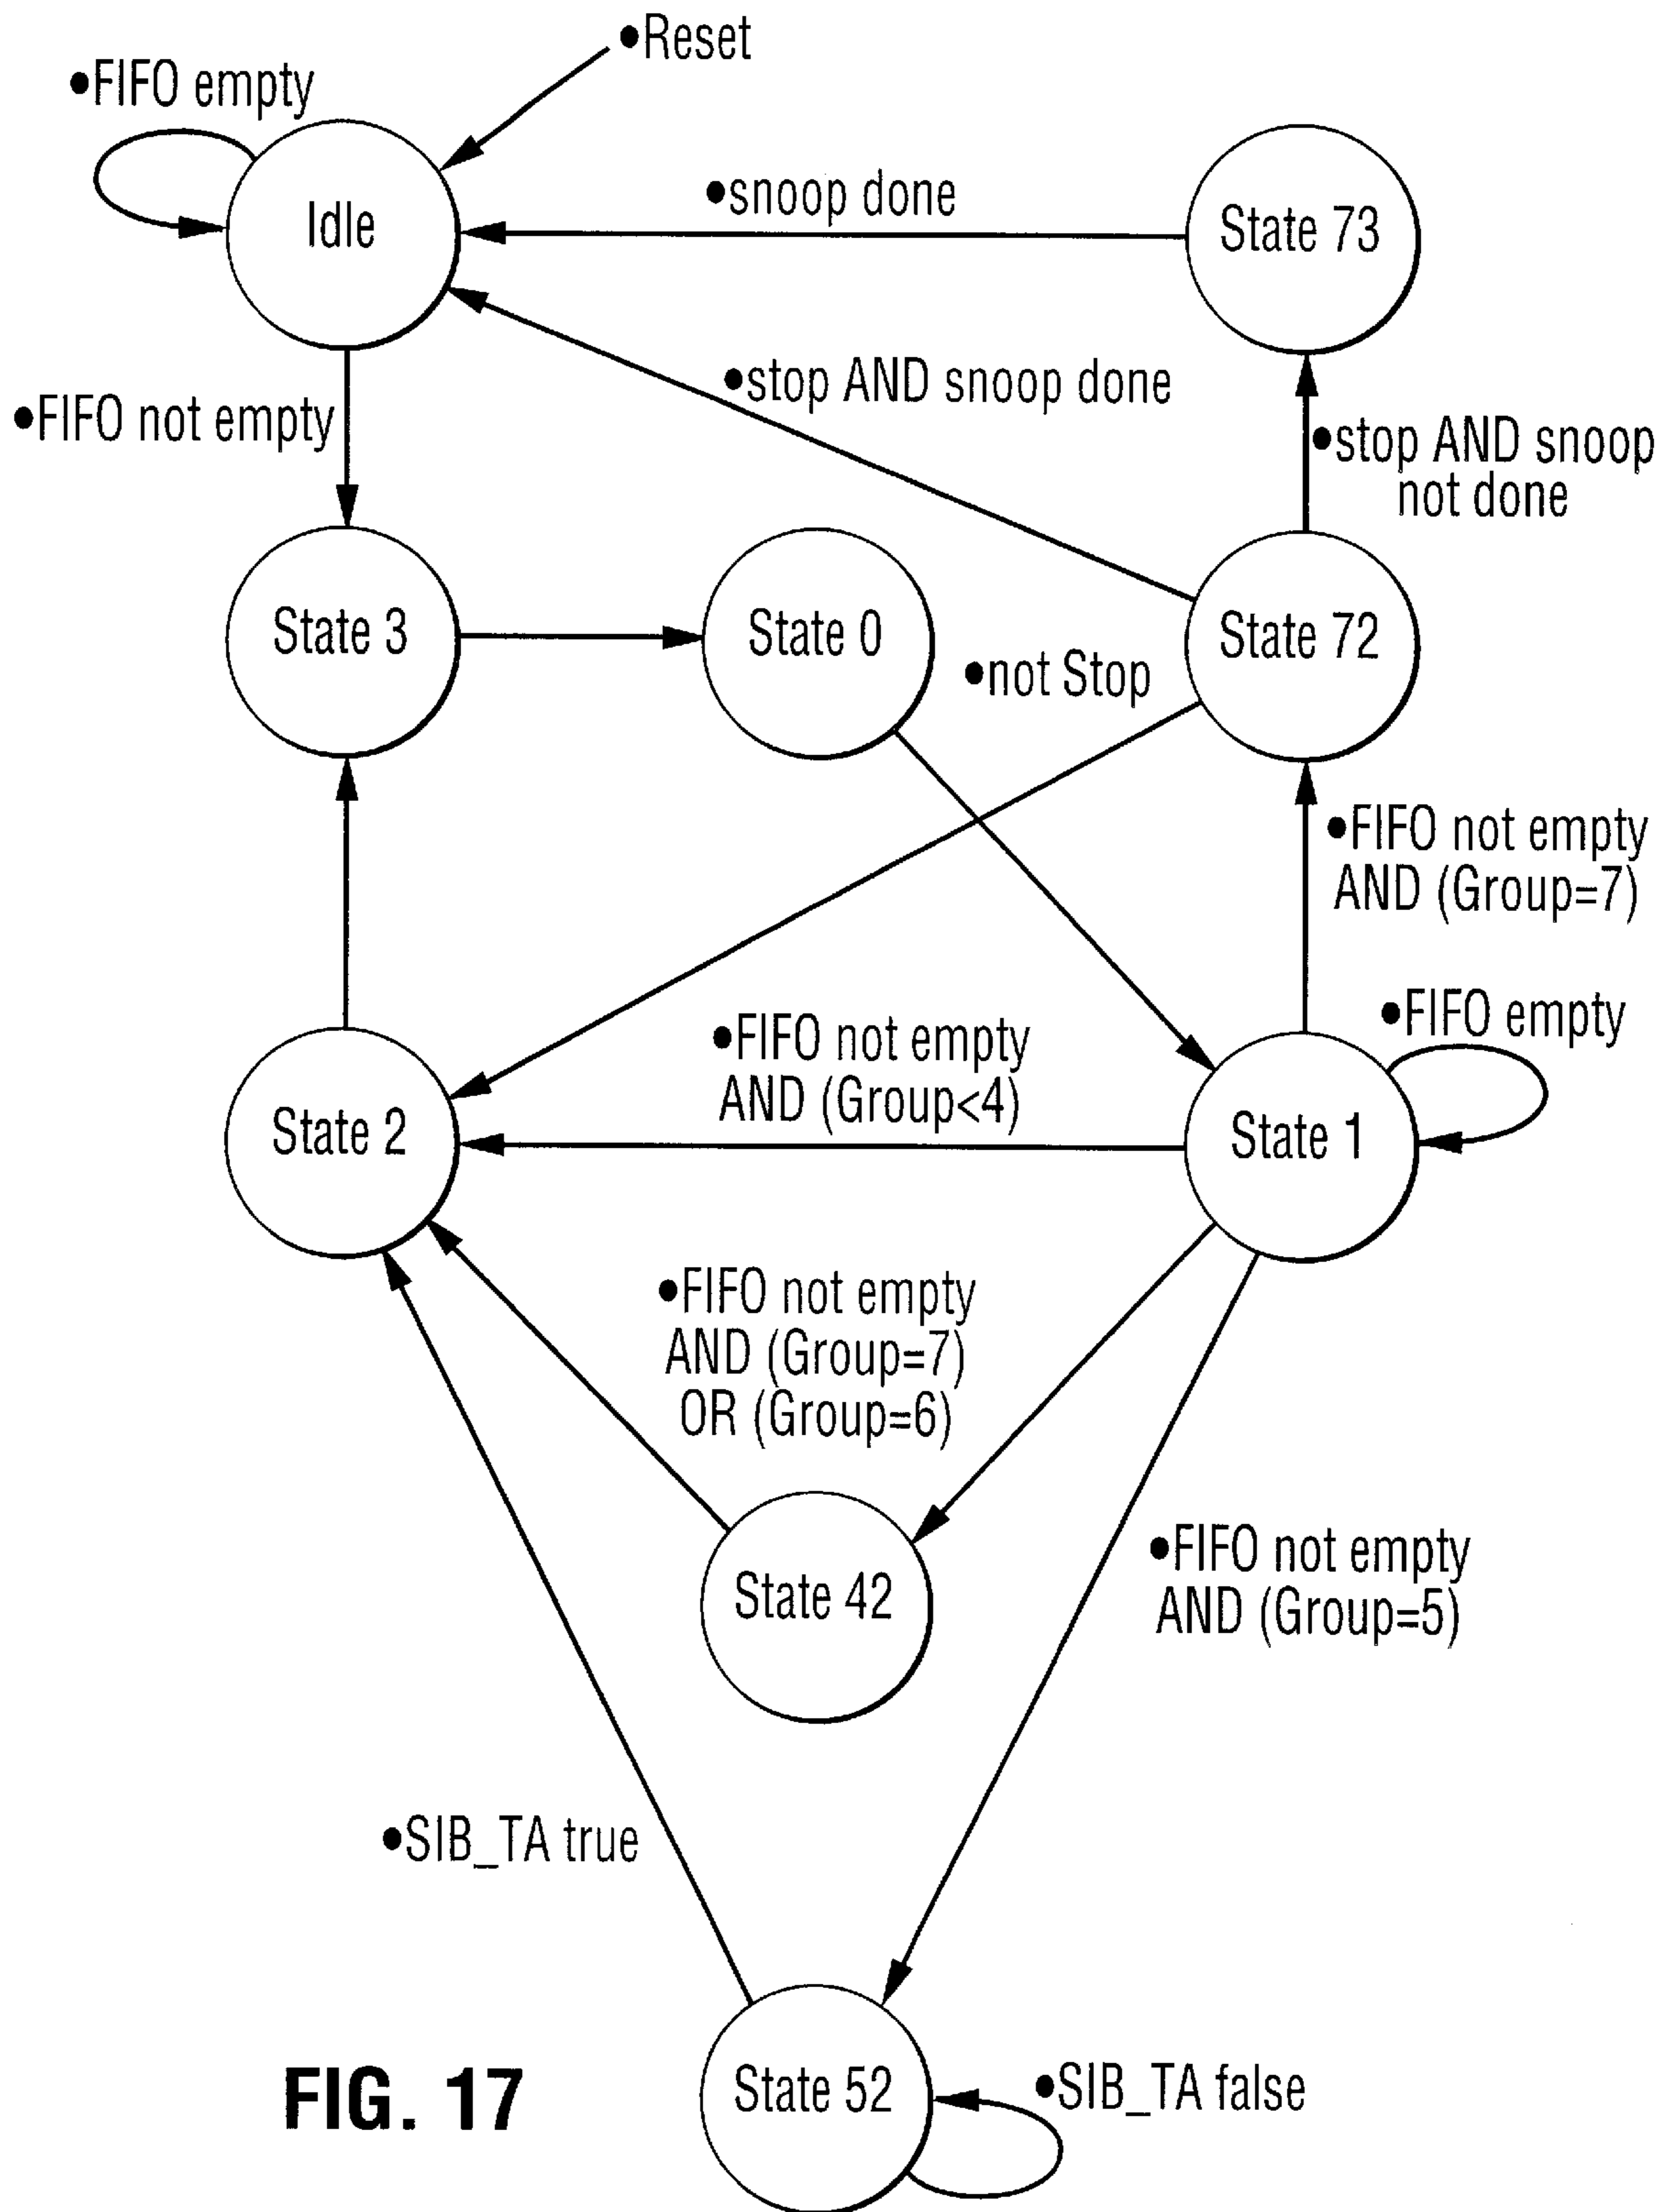 •Reset
•FIFO empty
Idle
•snoop done
State 73
•stop AND snoop done
•FIFO not empty
•stop AND snoop
not done
State 3
State 0
State 72
•not Stop
•FIFO not empty
AND (Group=7)
•FIFO empty
•FIFO not empty
AND (Group<4)
State 2
State 1
•FIFO not empty
AND (Group=7)
OR (Group=6)
•FIFO not empty
AND (Group=5)
State 42
•SIB_TA true
FIG. 17
State 52
•SIB_TA false